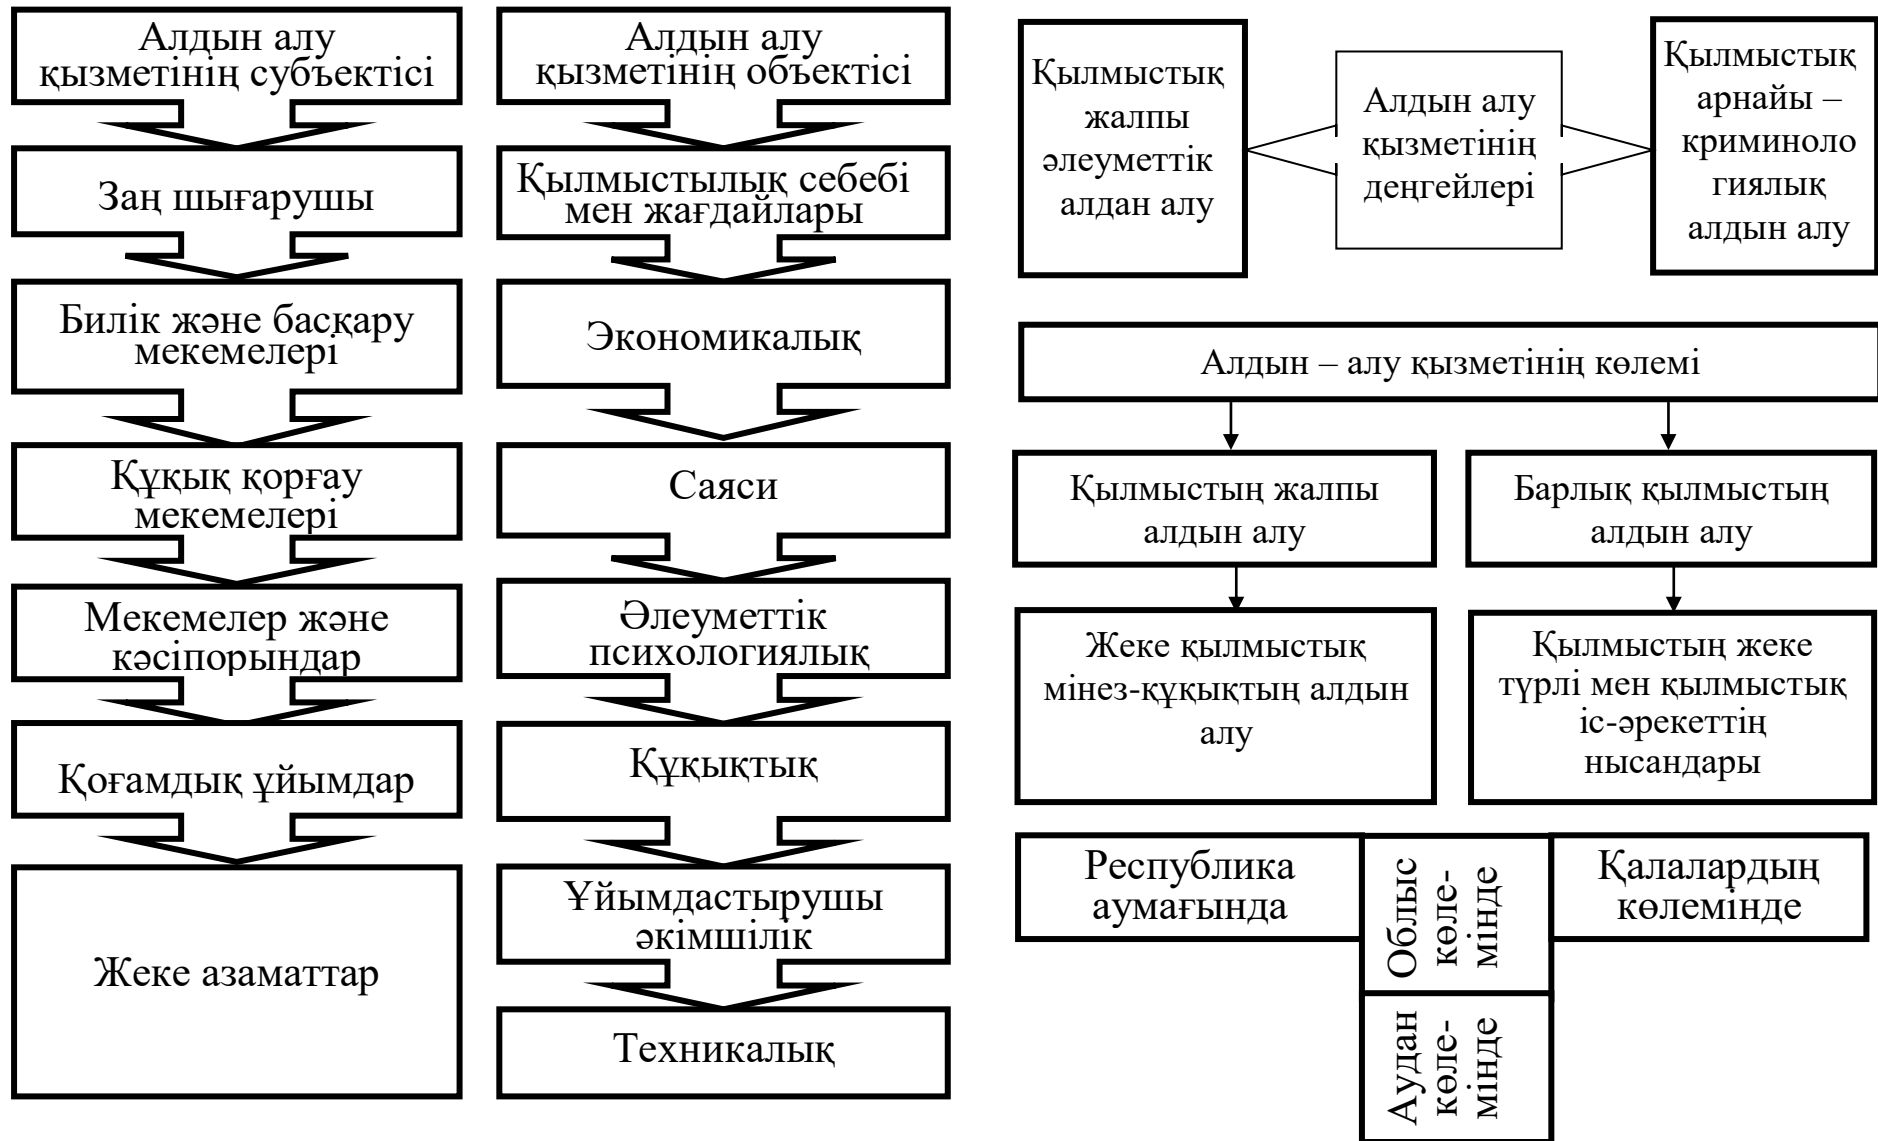 Алдын алу
қызметінің субъектісі
Заң шығарушы
Билік және басқару
мекемелері
Құқық қорғау
мекемелері
Мекемелер және
кәсіпорындар
Қоғамдық ұйымдар
Жеке азаматтар
Алдын алу
қызметінің объектісі
Қылмыстылық себебі
мен жағдайлары
Экономикалық
Саяси
Әлеуметтік
психологиялық
Құқықтық
Ұйымдастырушы
әкімшілік
Техникалық
Қылмыстық
жалпы
әлеуметтік
алдан алу
Алдын алу
қызметінің
деңгейлері
Қылмыстық
арнайы –
криминоло
гиялық
алдын алу
Алдын – алу қызметінің көлемі
Қылмыстың жалпы
алдын алу
Барлық қылмыстың
алдын алу
Жеке қылмыстық
мінез-құқықтың алдын
алу
Қылмыстың жеке
түрлі мен қылмыстық
іс-әрекеттің
нысандары
Республика
аумағында
Облыс
көле-
мінде
Қалалардың
көлемінде
Аудан
көле-
мінде